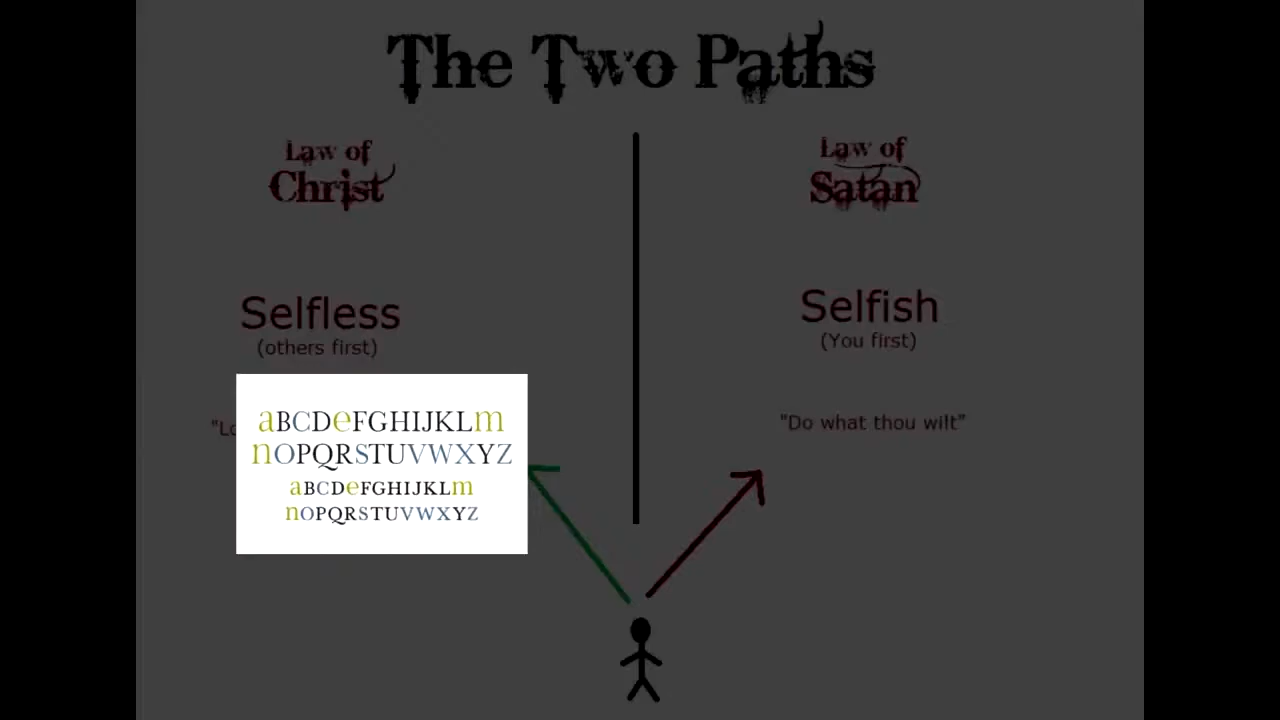 The Two Paths
Law of
Christ
Selfless
(others first)
Law of
Satan
Selfish
(You first)
"Do what thou wilt"
aBCDeFGHIJKLm
nOPQRSTUVWXYZ
aBCDeFGHIJKLm
nOPQRSTUVWXYZ